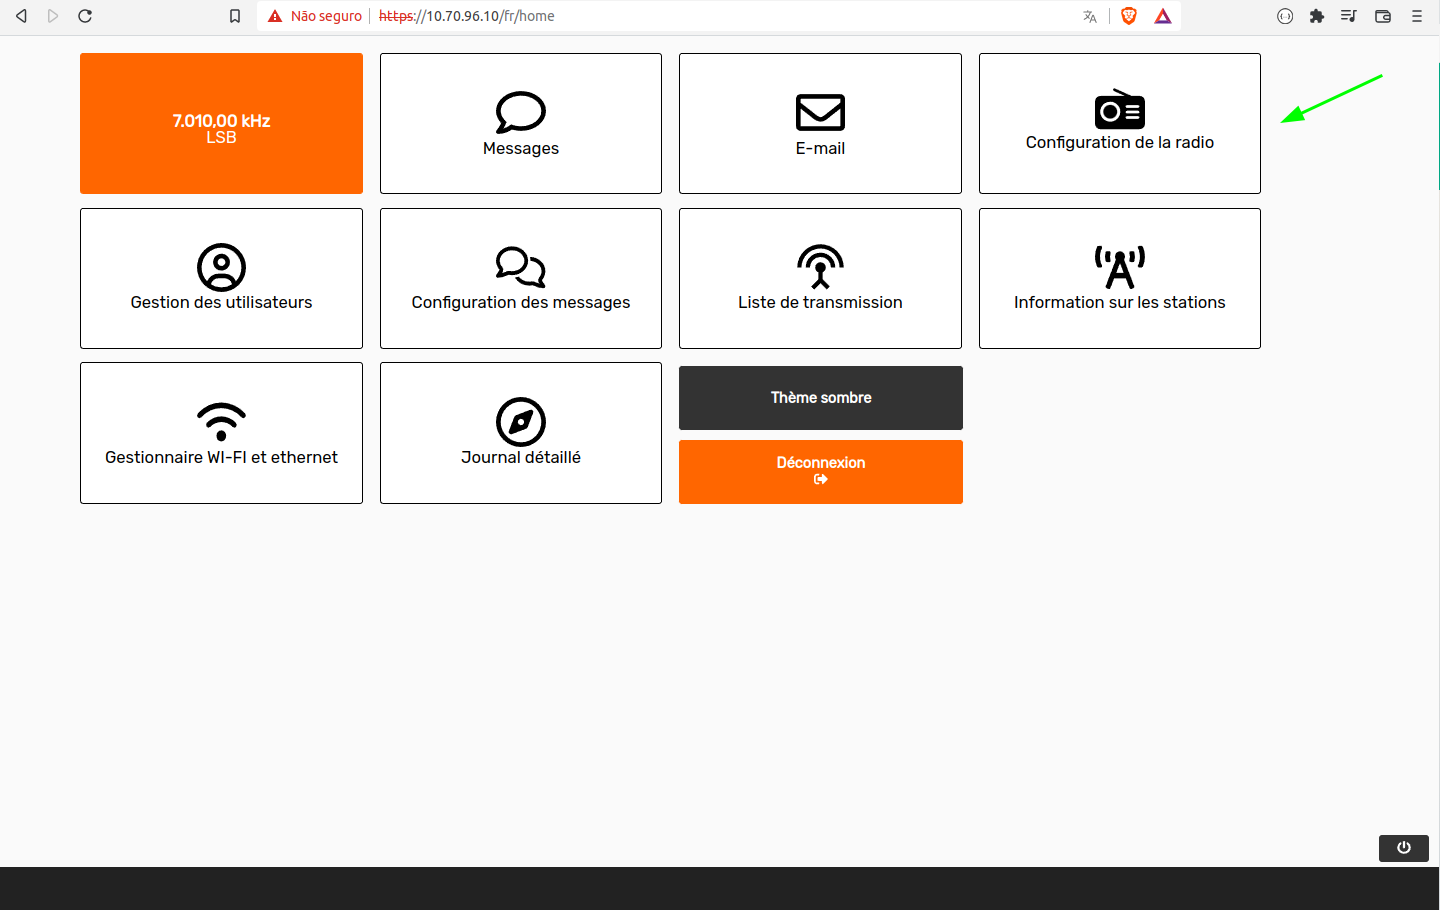 Não seguro https://10.70.96.10/fr/home
7.010,00 kHz
LSB
Messages
E-mail
Configuration de la radio
Gestion des utilisateurs
Configuration des messages
Liste de transmission
Information sur les stations
Gestionnaire WI-FI et ethernet
Journal détaillé
Thème sombre
Déconnexion